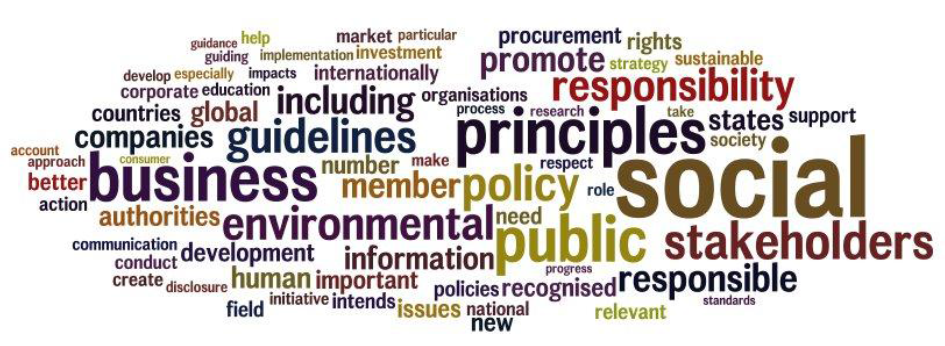 guidance help market particular procurement rights
guiding implementation investment promote strategy sustainable
develop especially impacts internationally responsibility
corporate education including organisations
countries global process research take states support
companies guidelines principles society
account approach consumer number make respect social
better business member policy role
action authorities environmental need public stakeholders
communication development information
conduct progress responsible
create disclosure human important policies recognised
initiative intends standards
field issues national relevant
new